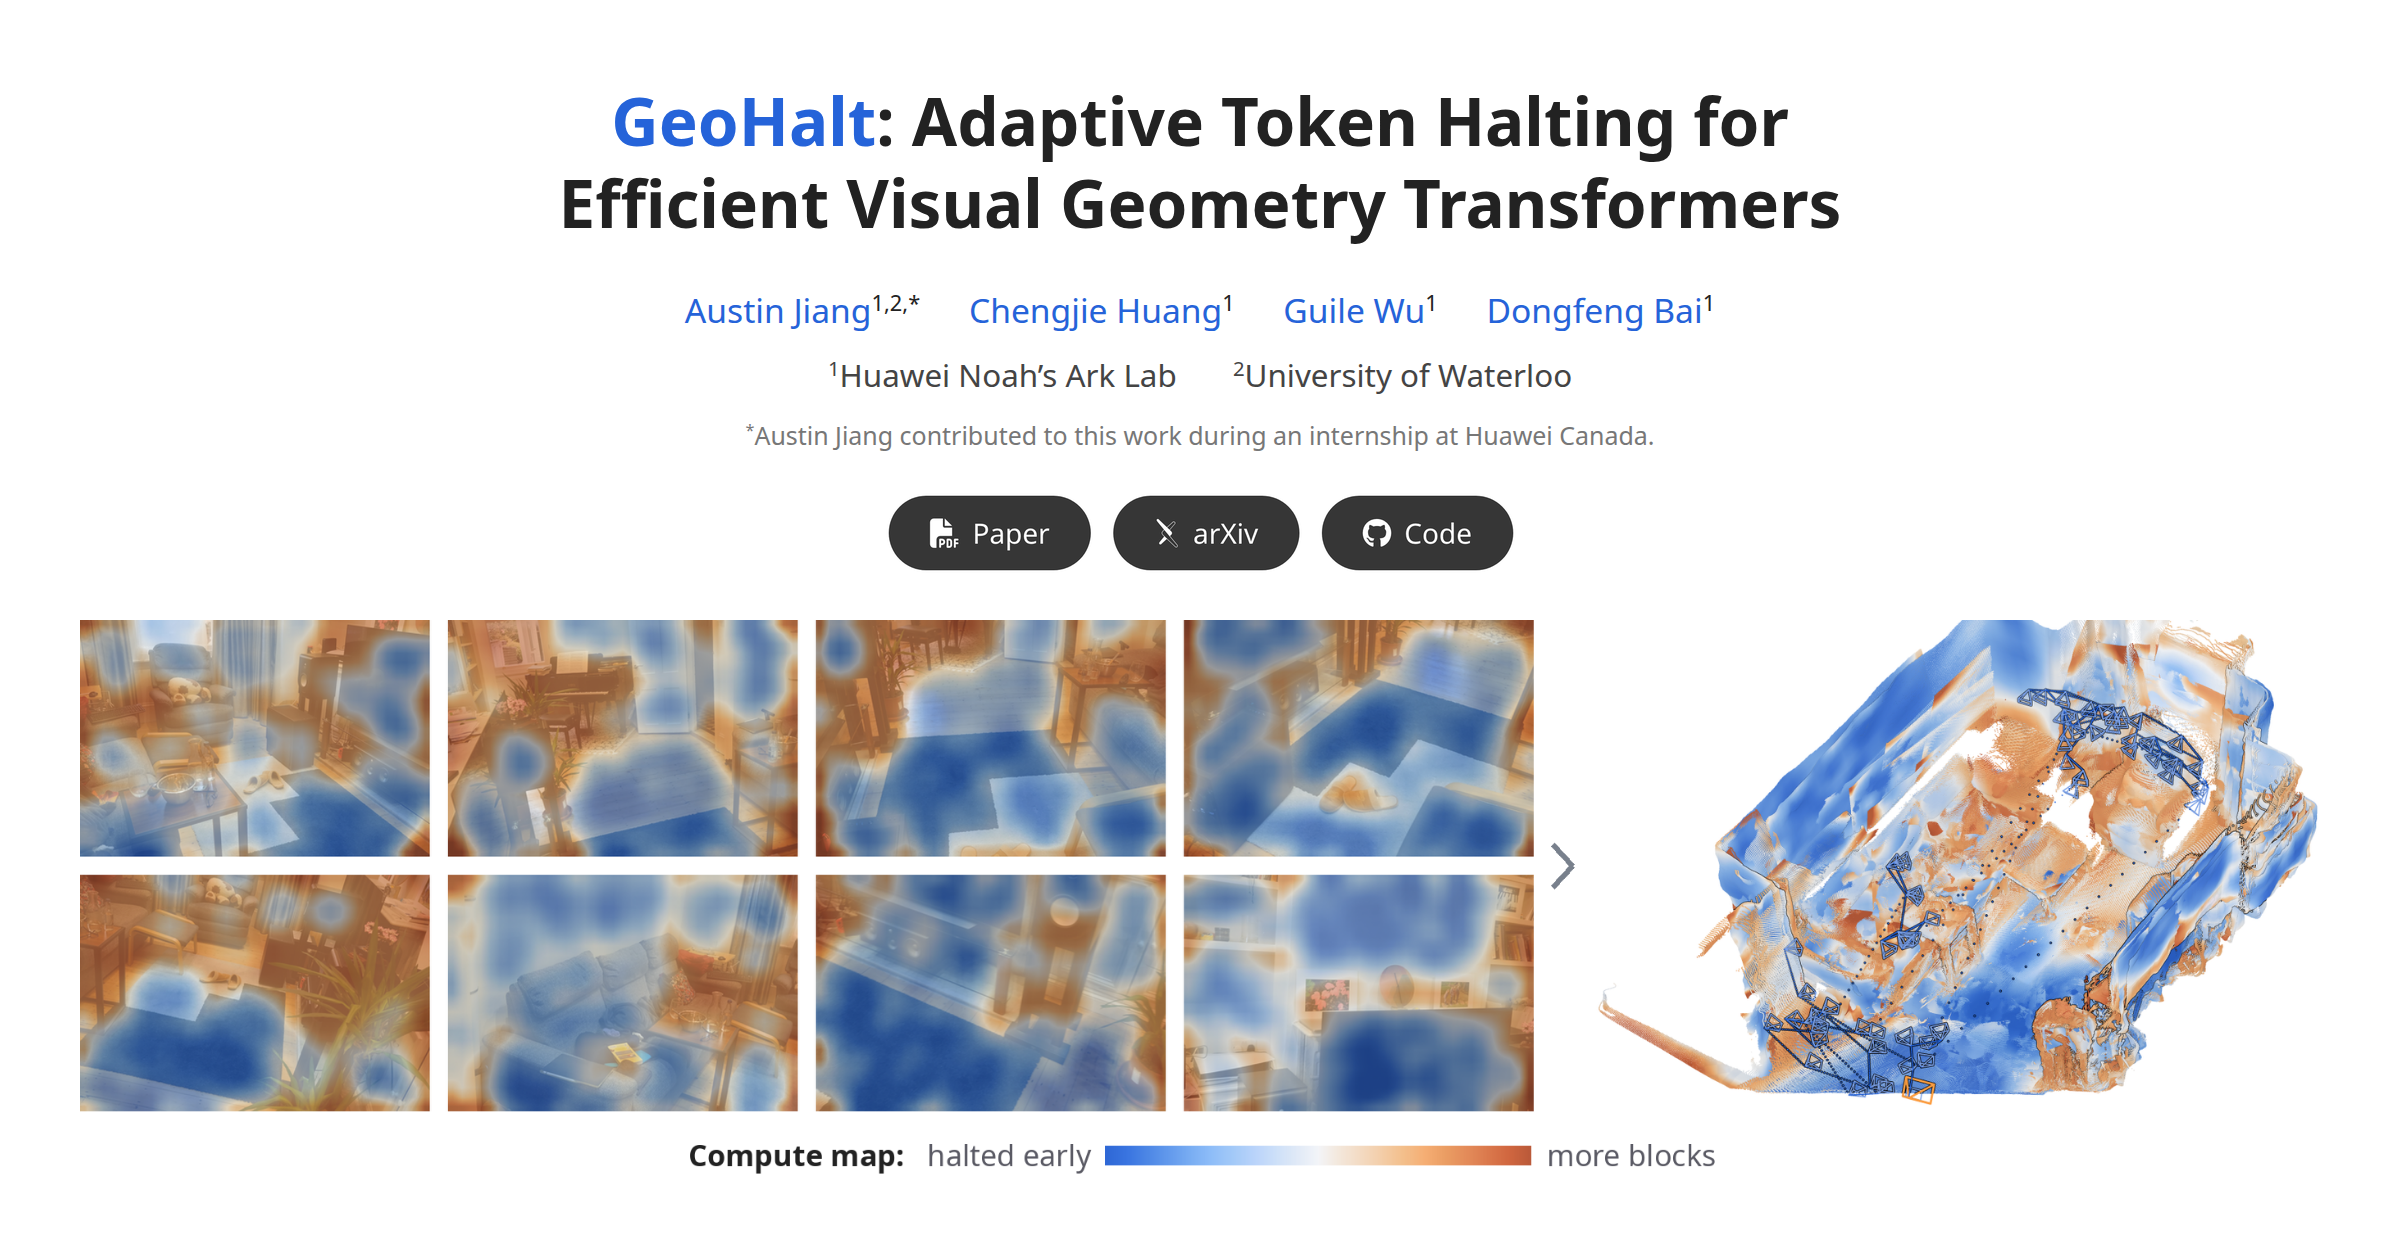 GeoHalt: Adaptive Token Halting for
Efficient Visual Geometry Transformers
Austin Jiang1,2,* Chengjie Huang1 Guile Wu1 Dongfeng Bai1
1Huawei Noah’s Ark Lab 2University of Waterloo
*Austin Jiang contributed to this work during an internship at Huawei Canada.
PDF Paper arXiv Code
Compute map: halted early more blocks